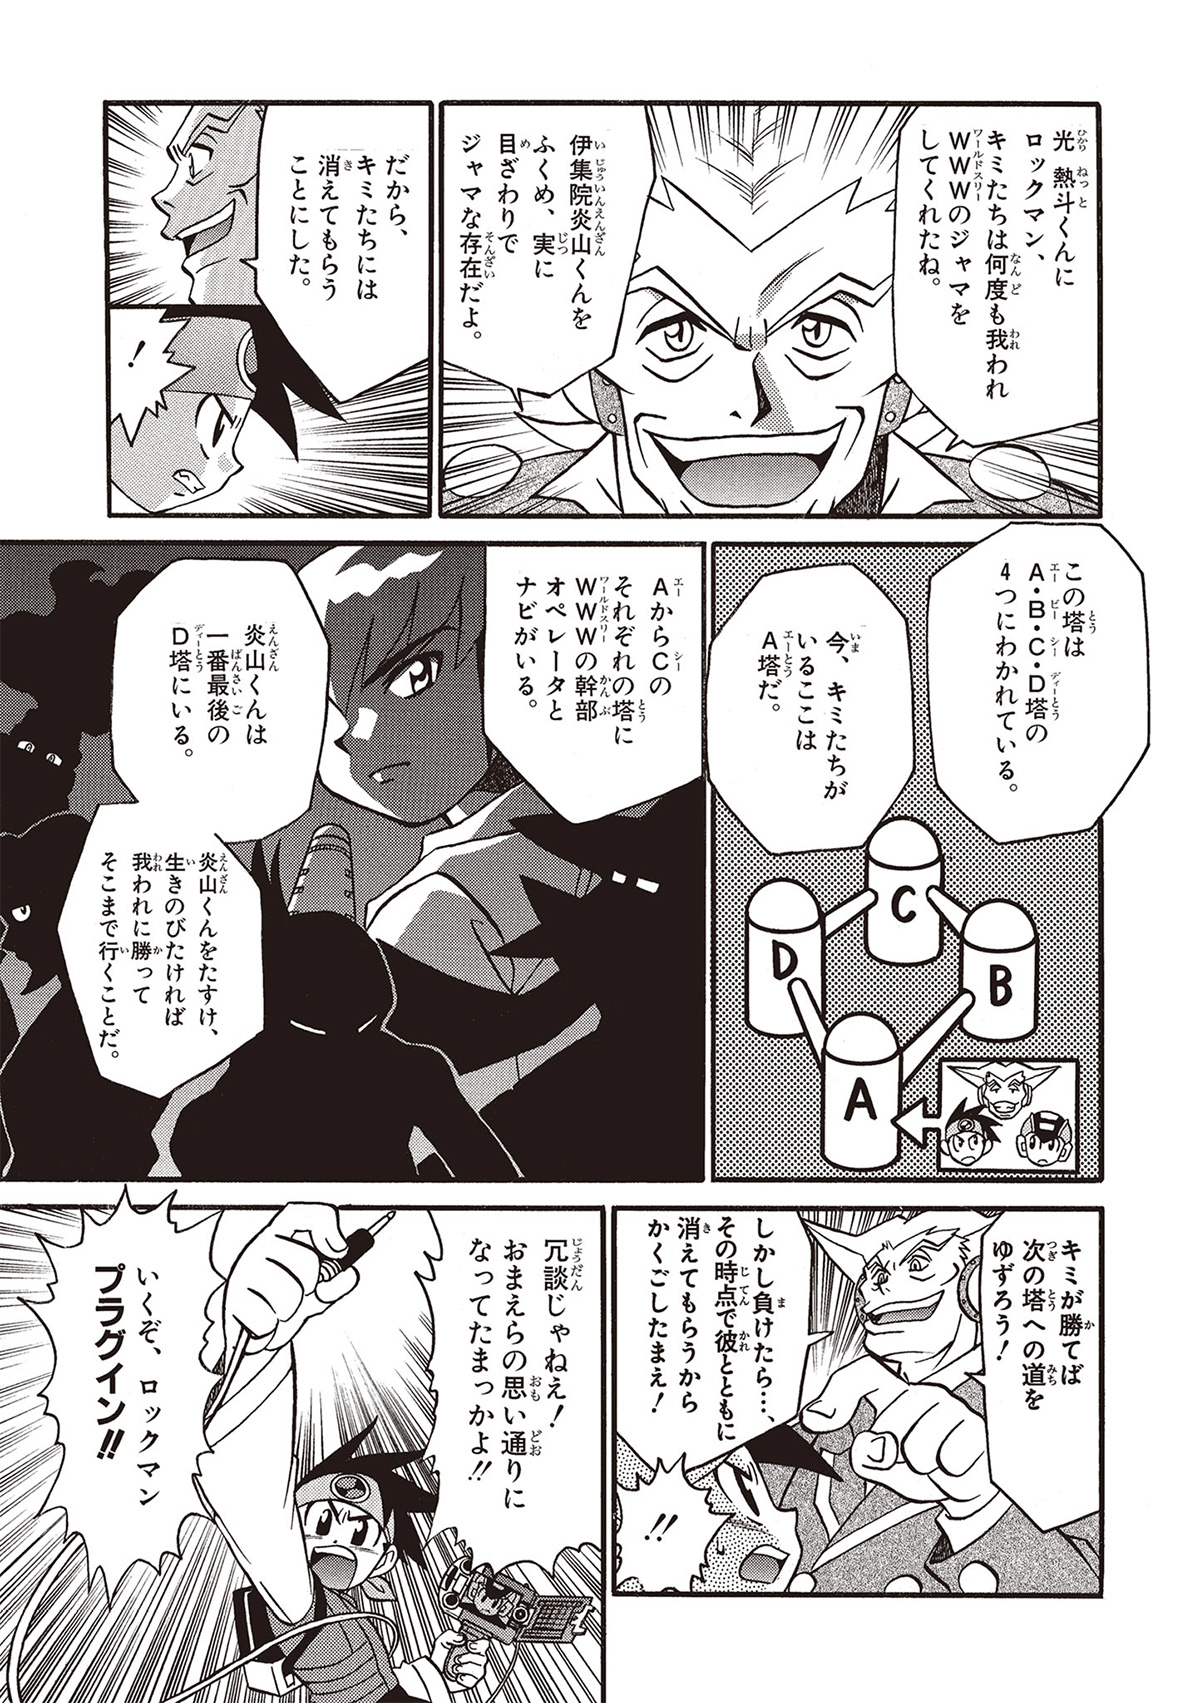 光 熱斗くんに
ロックマン、
キミたちは何度も我われ
WWWのジャマを
してくれたね。
伊集院炎山くんを
ふくめ、実に
目ざわりで
ジャマな存在だよ。
だから、
キミたちには
消えてもらう
ことにした。
！
この塔は
A・B・C・D塔の
4つにわかれている。
今、キミたちが
いるここは
A塔だ。
C
D
B
A
AからCの
それぞれの塔に
WWWの幹部
オペレータと
ナビがいる。
炎山くんは
一番最後の
D塔にいる。
炎山くんをたすけ、
生きのびたければ
我われに勝って
そこまで行くことだ。
キミが勝てば
次の塔への道を
ゆずろう！
しかし負けたら…、
その時点で彼とともに
消えてもらうから
かくごしたまえ！
!!
冗談じゃねえ！
おまえらの思い通りに
なってたまっかよ!!
いくぞ、ロックマン
プラグイン!!